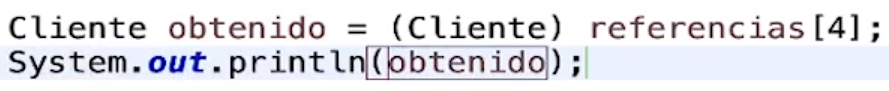 Cliente obtenido = (Cliente) referencias[4];
System.out.println(obtenido);